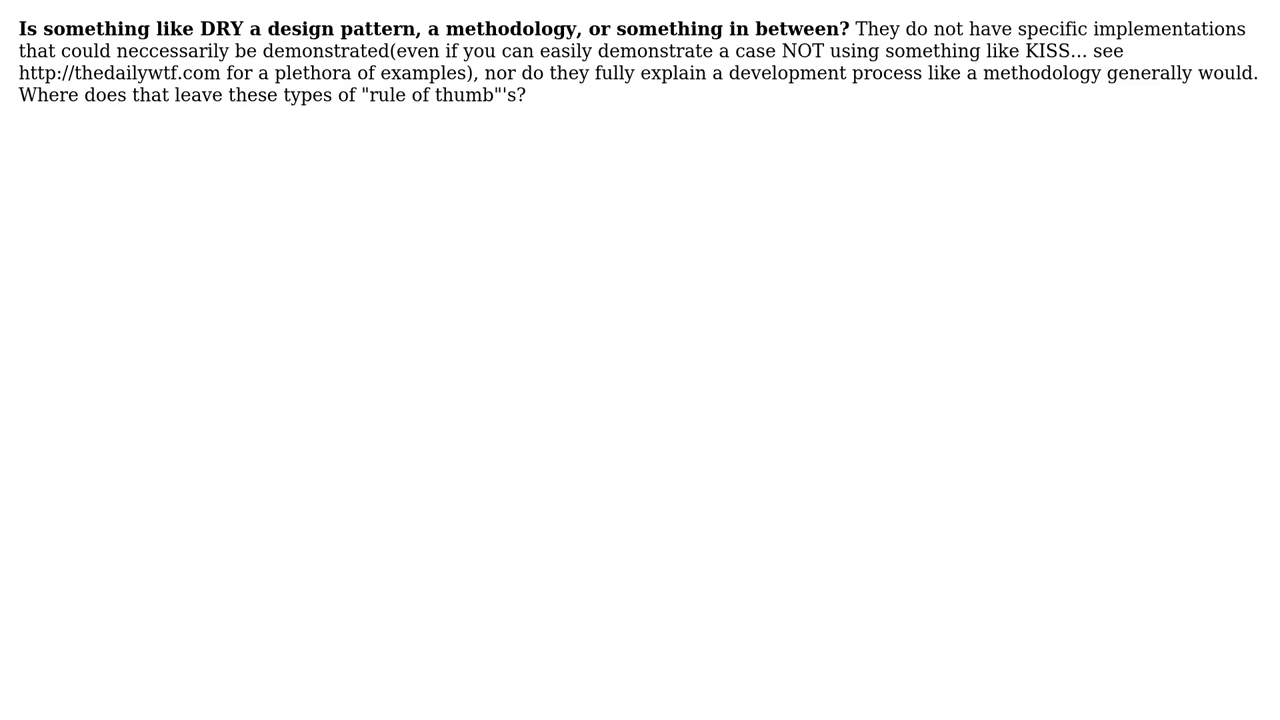 Is something like DRY a design pattern, a methodology, or something in between? They do not have specific implementations
that could neccessarily be demonstrated(even if you can easily demonstrate a case NOT using something like KISS... see
http://thedailywtf.com for a plethora of examples), nor do they fully explain a development process like a methodology generally would.
Where does that leave these types of "rule of thumb"'s?